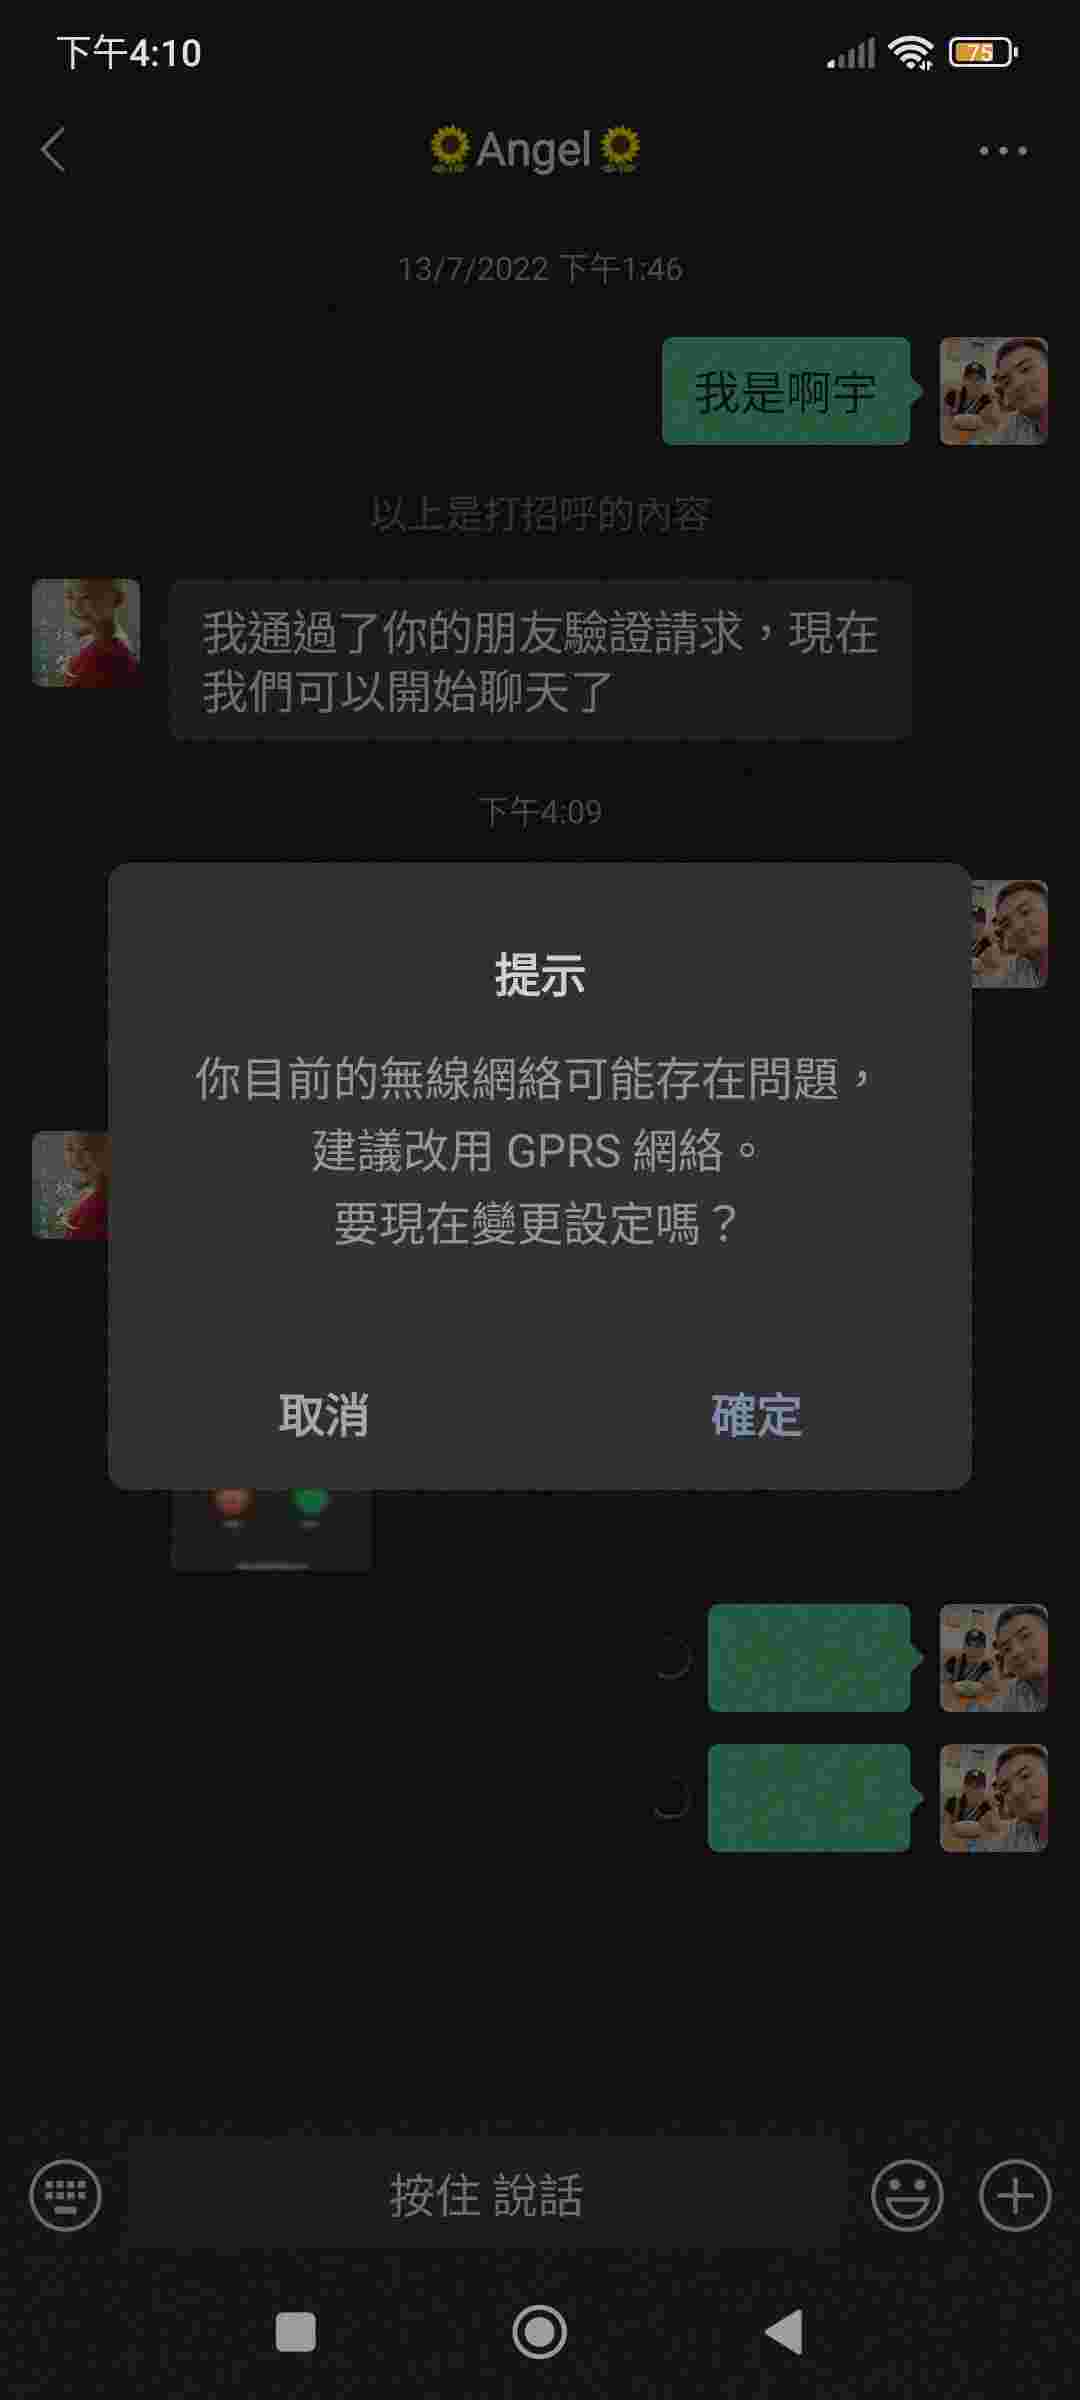 下午4:10
75
🌻Angel🌻
13/7/2022 下午1:46
我是啊宇
以上是打招呼的內容
我通過了你的朋友驗證請求，現在
我們可以開始聊天了
下午4:09
提示
你目前的無線網絡可能存在問題，
建議改用 GPRS 網絡。
要現在變更設定嗎？
取消
確定
按住 說話